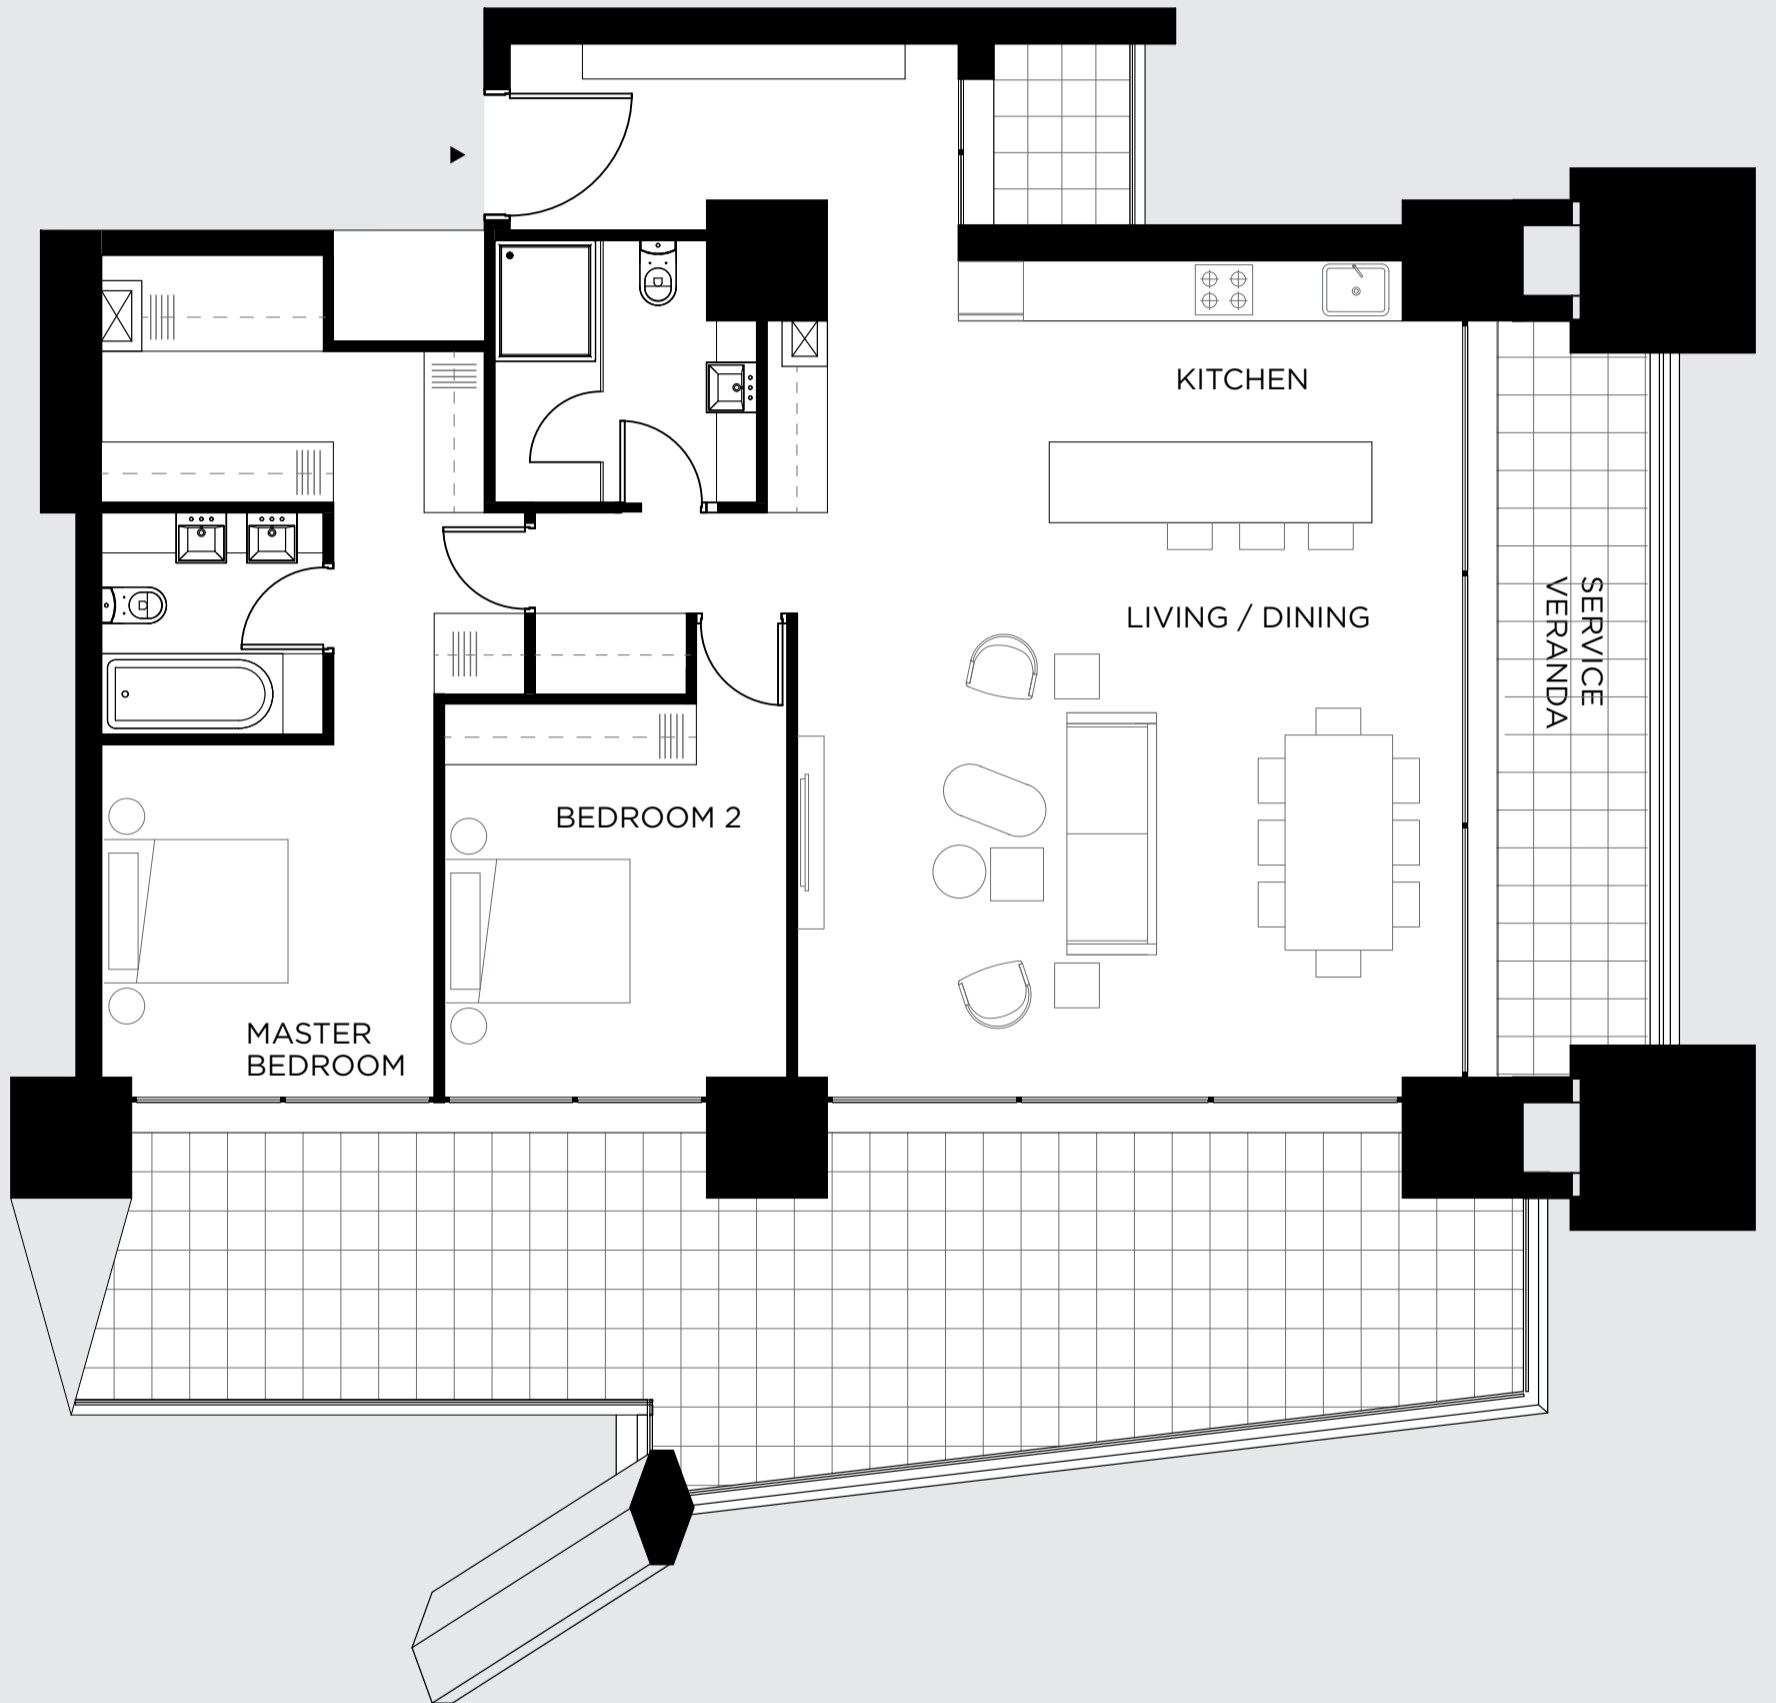 KITCHEN
LIVING / DINING
SERVICE
VERANDA
BEDROOM 2
MASTER
BEDROOM